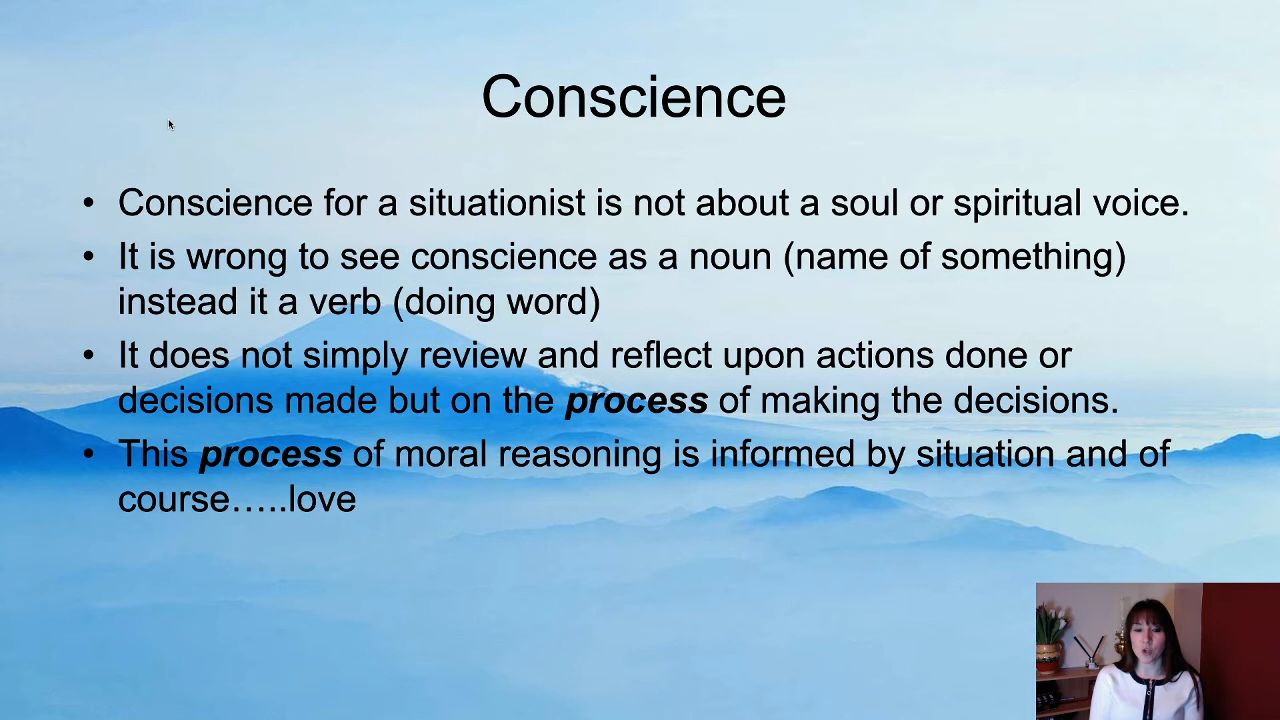 Conscience
• Conscience for a situationist is not about a soul or spiritual voice.
• It is wrong to see conscience as a noun (name of something)
instead it a verb (doing word)
• It does not simply review and reflect upon actions done or
decisions made but on the process of making the decisions.
• This process of moral reasoning is informed by situation and of
course…..love